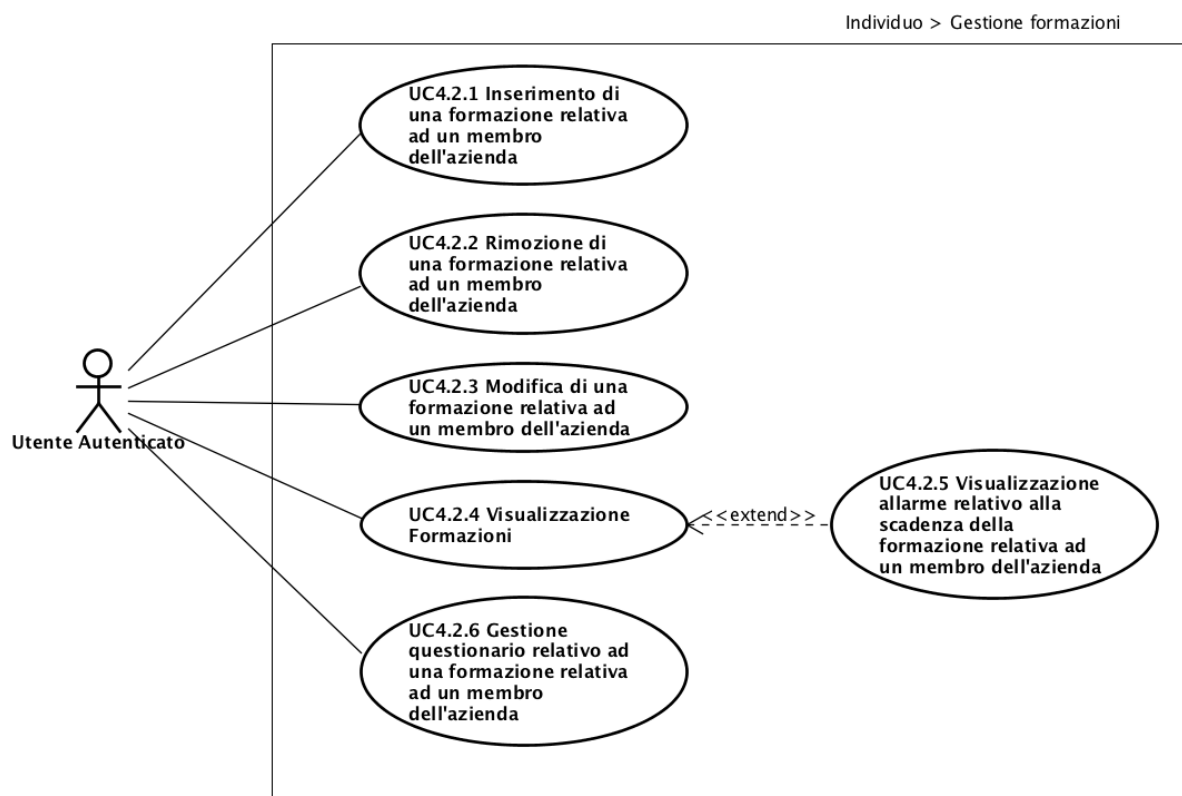 Individuo > Gestione formazioni
UC4.2.1 Inserimento di
una formazione relativa
ad un membro
dell'azienda
UC4.2.2 Rimozione di
una formazione relativa
ad un membro
dell'azienda
UC4.2.3 Modifica di una
formazione relativa ad
un membro dell'azienda
Utente Autenticato
UC4.2.4 Visualizzazione
Formazioni
<<extend>>
UC4.2.5 Visualizzazione
allarme relativo alla
scadenza della
formazione relativa ad
un membro dell'azienda
UC4.2.6 Gestione
questionario relativo ad
una formazione relativa
ad un membro
dell'azienda